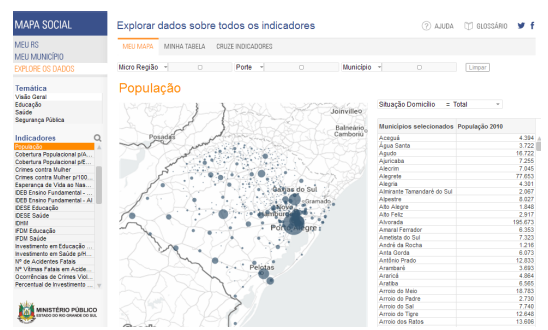 MAPA SOCIAL
Explorar dados sobre todos os indicadores
AJUDA
GLOSSÁRIO
MEU RS
MEU MUNICÍPIO
EXPLORE OS DADOS
MEU MAPA
MINHA TABELA
CRUZE INDICADORES
Micro Região
Porte
Município
Limpar
População
Temática
Visão Geral
Educação
Saúde
Segurança Pública
Indicadores
População
Cobertura Populacional p/A...
Cobertura Populacional p/E...
Crimes contra Mulher
Crimes contra Mulher p/100...
Esperança de Vida ao Nas...
IDEB Ensino Fundamental - ...
IDEB Ensino Fundamental - AI
IDESE Educação
IDESE Saúde
IDHM
IFDM Educação
IFDM Saúde
Investimento em Educação ...
Investimento em Saúde p/H...
Nº de Acidentes Fatais
Nº Vítimas Fatais em Acide...
Ocorrências de Crimes Viol...
Percentual de Investimento ...
MINISTÉRIO PÚBLICO
ESTADO DO RIO GRANDE DO SUL
Joinville
Balneário
Camboriú
Posadas
Caxias do Sul
Gramado
Porto Alegre
Pelotas
Situação Domicílio = Total
Municípios selecionados População 2010
Aceguá 4.394
Água Santa 3.722
Agudo 16.722
Ajuricaba 7.255
Alecrim 7.045
Alegrete 77.653
Alegria 4.301
Almirante Tamandaré do Sul 2.067
Alpestre 8.027
Alto Alegre 1.848
Alto Feliz 2.917
Alvorada 195.673
Amaral Ferrador 6.353
Ametista do Sul 7.323
André da Rocha 1.216
Anta Gorda 6.073
Antônio Prado 12.833
Arambaré 3.693
Araricá 4.864
Aratiba 6.565
Arroio do Meio 18.783
Arroio do Padre 2.730
Arroio do Sal 7.740
Arroio do Tigre 12.648
Arroio dos Ratos 13.606